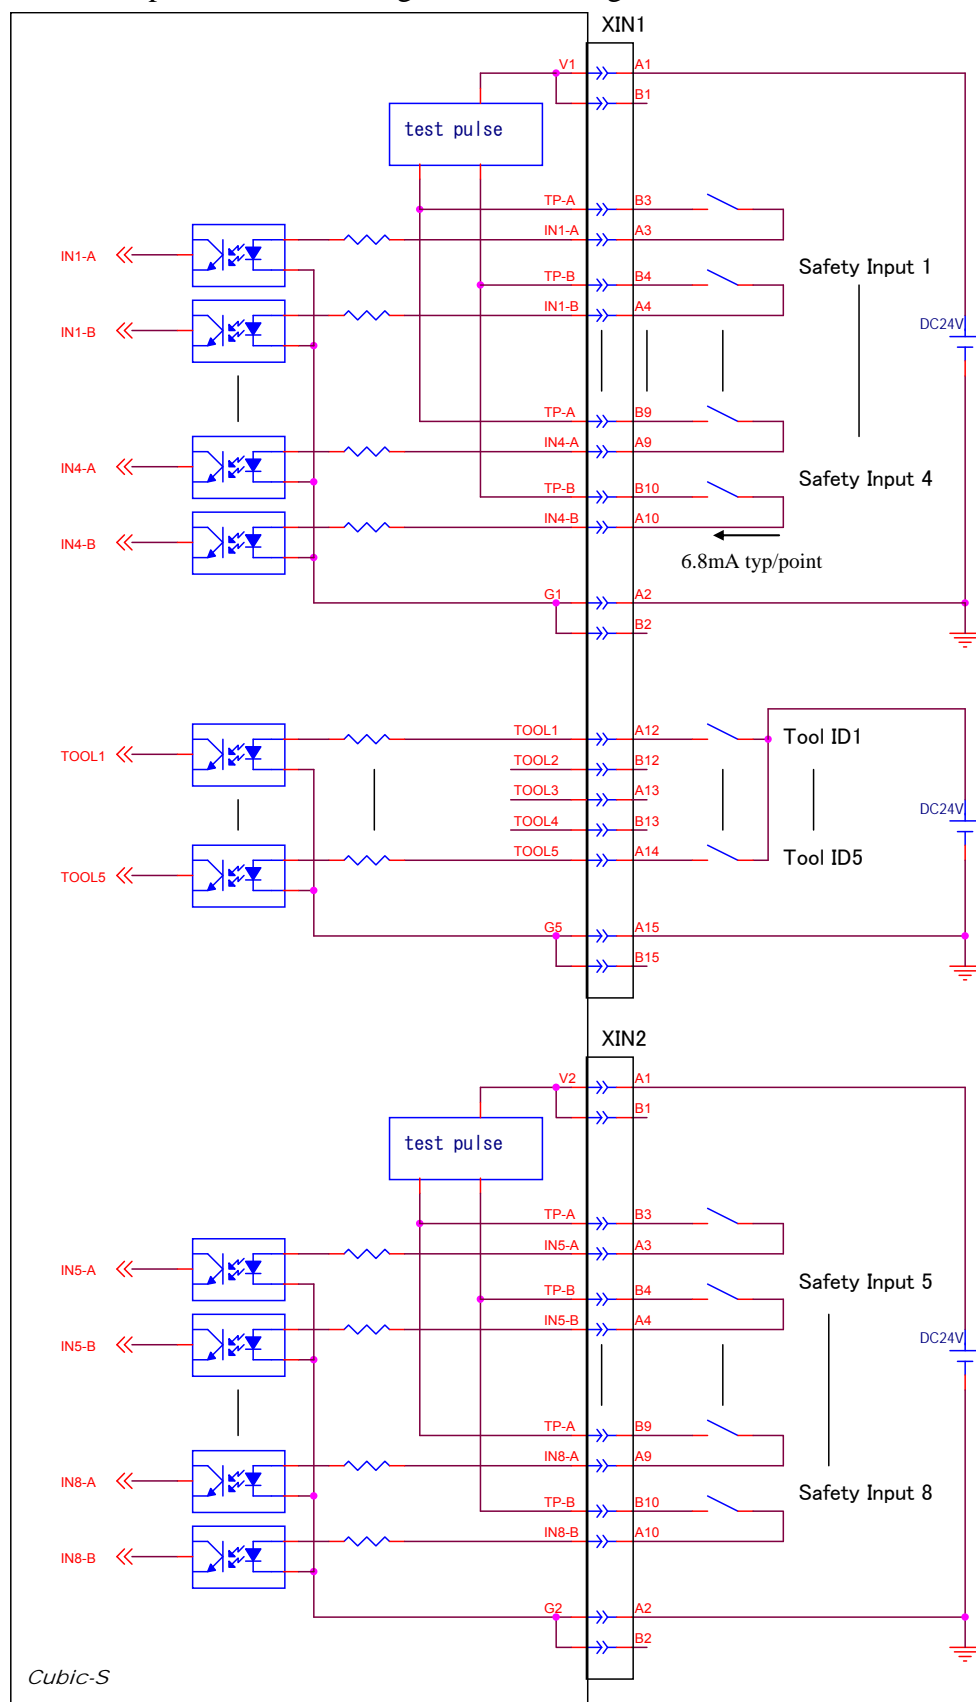 XIN1
V1 A1
B1
test pulse
TP-A B3
IN1-A IN1-A A3
Safety Input 1
TP-B B4
IN1-B IN1-B A4
DC24V
TP-A B9
IN4-A IN4-A A9
Safety Input 4
TP-B B10
IN4-B IN4-B A10
6.8mA typ/point
G1 A2
B2
TOOL1 TOOL1 A12 Tool ID1
TOOL2 B12
TOOL3 A13
DC24V
TOOL4 B13
TOOL5 TOOL5 A14 Tool ID5
G5 A15
B15
XIN2
V2 A1
B1
test pulse
TP-A B3
IN5-A IN5-A A3
Safety Input 5
TP-B B4
IN5-B IN5-B A4
DC24V
TP-A B9
IN8-A IN8-A A9
Safety Input 8
TP-B B10
IN8-B IN8-B A10
G2 A2
B2
Cubic-S